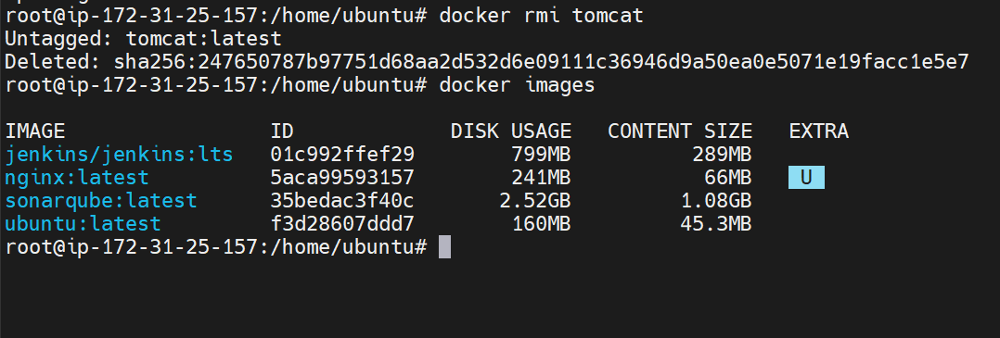 root@ip-172-31-25-157:/home/ubuntu# docker rmi tomcat
Untagged: tomcat:latest
Deleted: sha256:247650787b97751d68aa2d532d6e09111c36946d9a50ea0e5071e19facc1e5e7
root@ip-172-31-25-157:/home/ubuntu# docker images
IMAGE ID DISK USAGE CONTENT SIZE EXTRA
jenkins/jenkins:lts 01c992ffef29 799MB 289MB
nginx:latest 5aca99593157 241MB 66MB U
sonarqube:latest 35bedac3f40c 2.52GB 1.08GB
ubuntu:latest f3d28607ddd7 160MB 45.3MB
root@ip-172-31-25-157:/home/ubuntu#